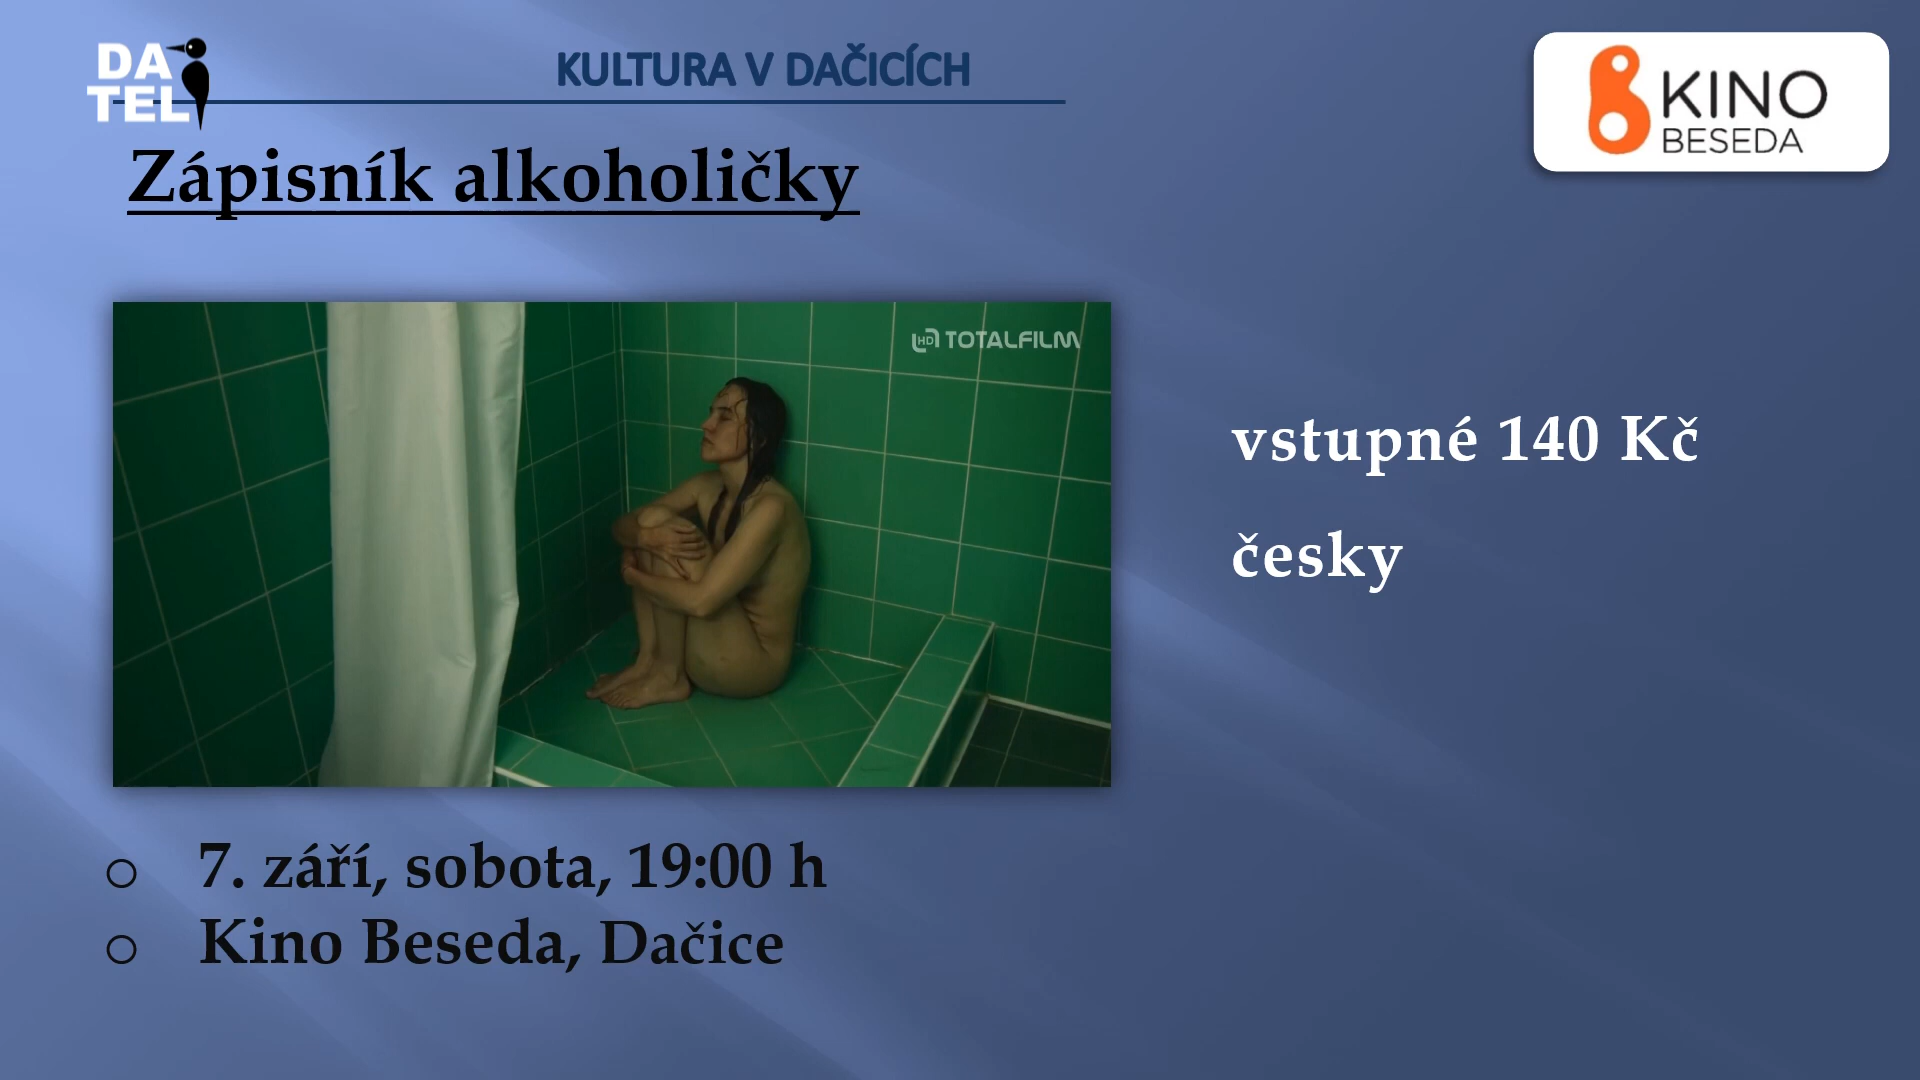 DA
TEL
KULTURA V DAČICÍCH
KINO
BESEDA
Zápisník alkoholičky
HD TOTALFILM
vstupné 140 Kč
česky
7. září, sobota, 19:00 h
Kino Beseda, Dačice